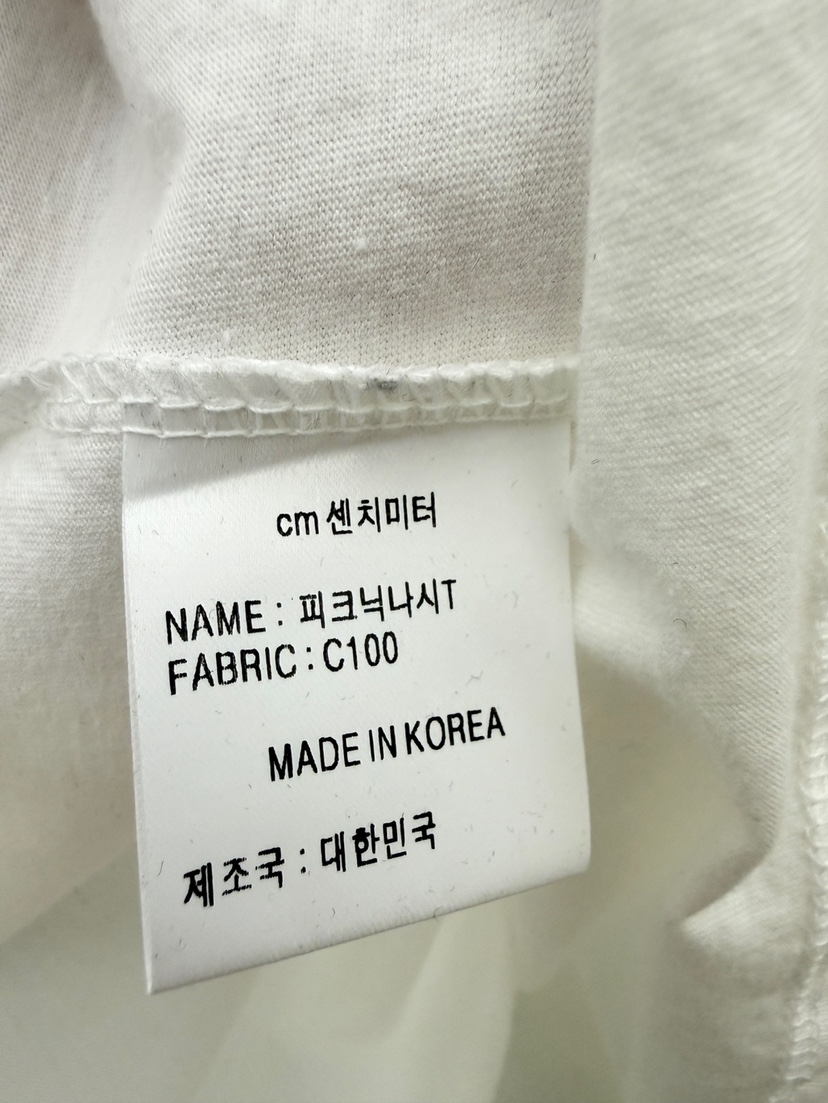 cm 센치미터
NAME : 피크닉나시T
FABRIC : C100
MADE IN KOREA
제조국 : 대한민국